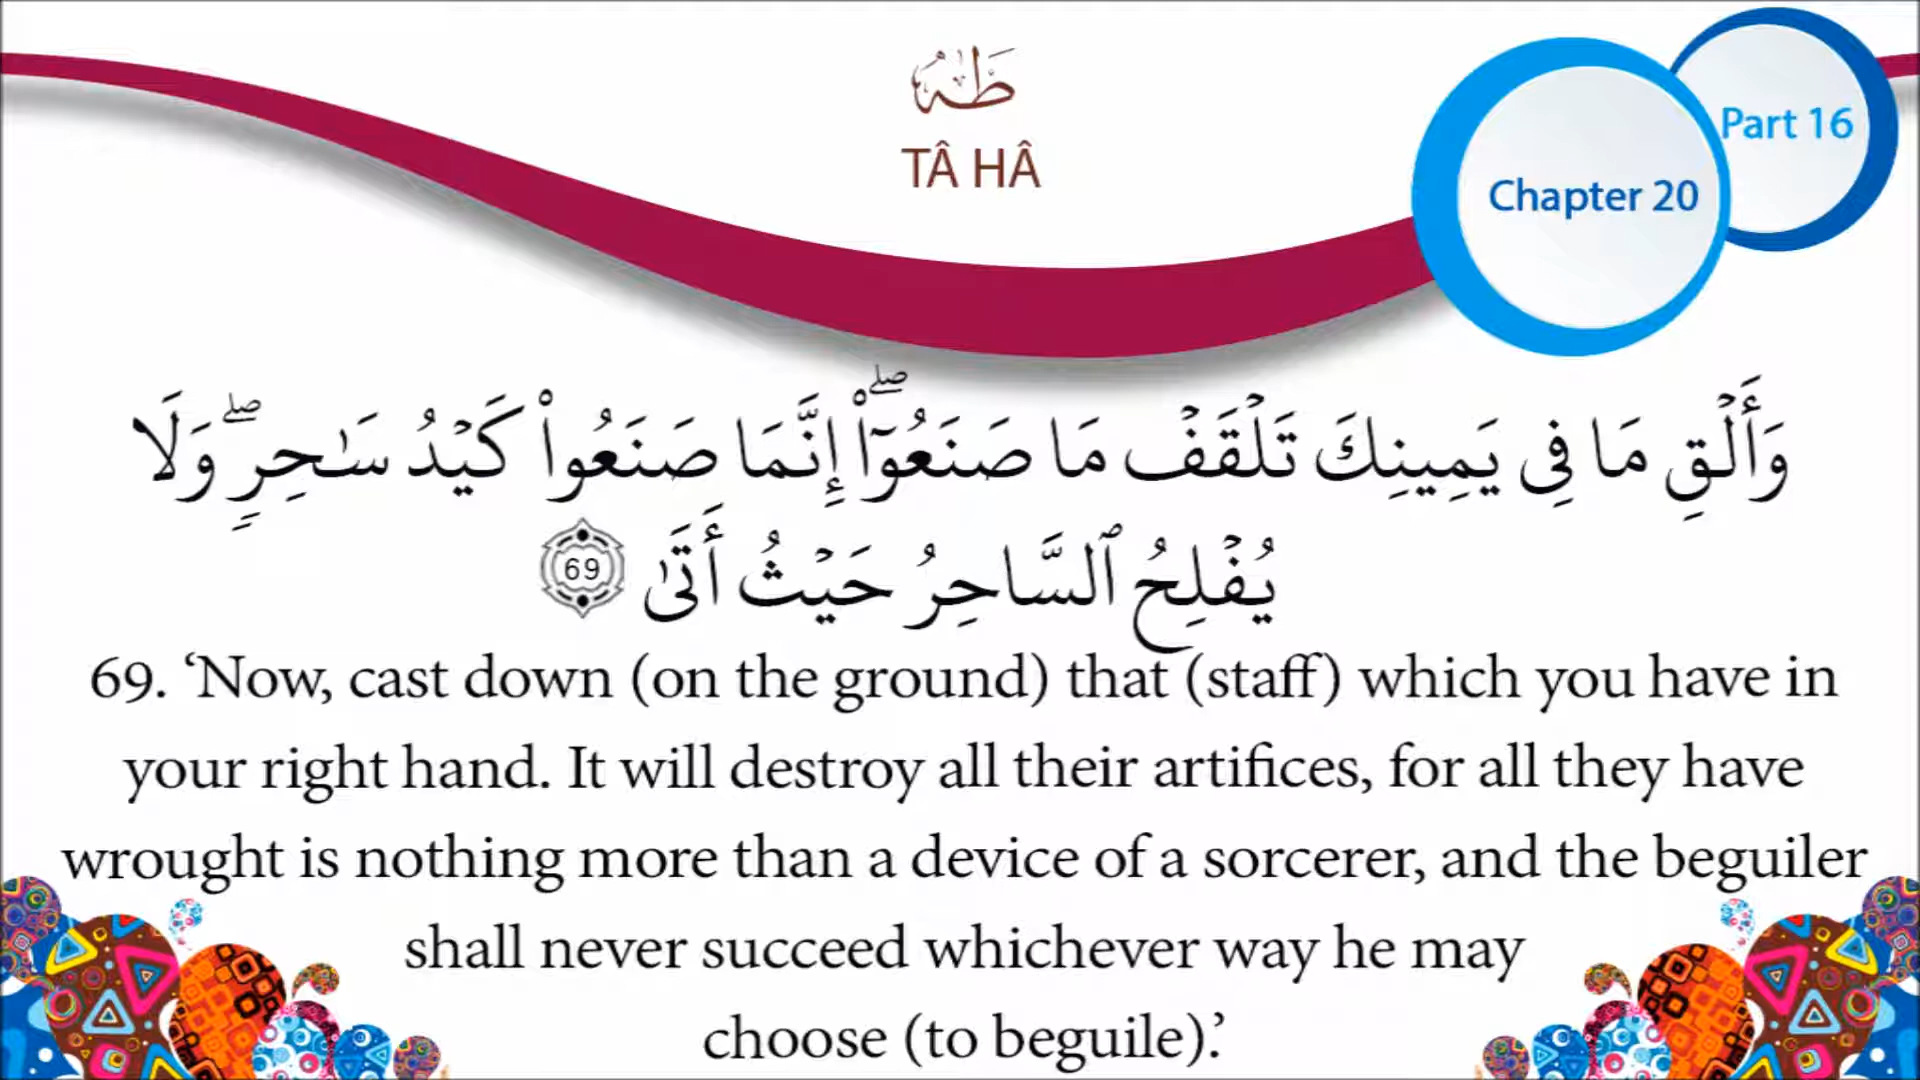 طه
TÂ HÂ
Part 16
Chapter 20
وَأَلْقِ مَا فِي يَمِينِكَ تَلْقَفْ مَا صَنَعُوٓا۟ ۖ إِنَّمَا صَنَعُوا۟ كَيْدُ سَـٰحِرٍ ۖ وَلَا
يُفْلِحُ ٱلسَّاحِرُ حَيْثُ أَتَىٰ 69
69. ‘Now, cast down (on the ground) that (staff) which you have in
your right hand. It will destroy all their artifices, for all they have
wrought is nothing more than a device of a sorcerer, and the beguiler
shall never succeed whichever way he may
choose (to beguile).’